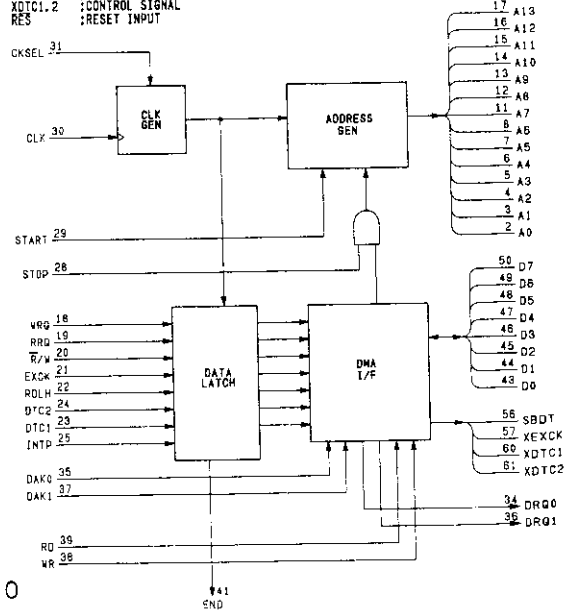 XDTC1.2 :CONTROL SIGNAL
RES :RESET INPUT
CKSEL 31
CLK 30
CLK GEN
ADDRESS GEN
17 A13
16 A12
15 A11
14 A10
13 A9
12 A8
11 A7
8 A6
7 A5
6 A4
5 A3
4 A2
3 A1
2 A0
START 29
STOP 28
WRQ 18
RRQ 19
R/W 20
EXCK 21
RDLH 22
DTC2 24
DTC1 23
INTP 25
DATA LATCH
DMA I/F
50 D7
49 D6
48 D5
47 D4
46 D3
45 D2
44 D1
43 D0
56 SBDT
57 XEXCK
60 XDTC1
61 XDTC2
DAK0 35
DAK1 37
34 DRQ0
36 DRQ1
RD 39
WR 38
41
END
O